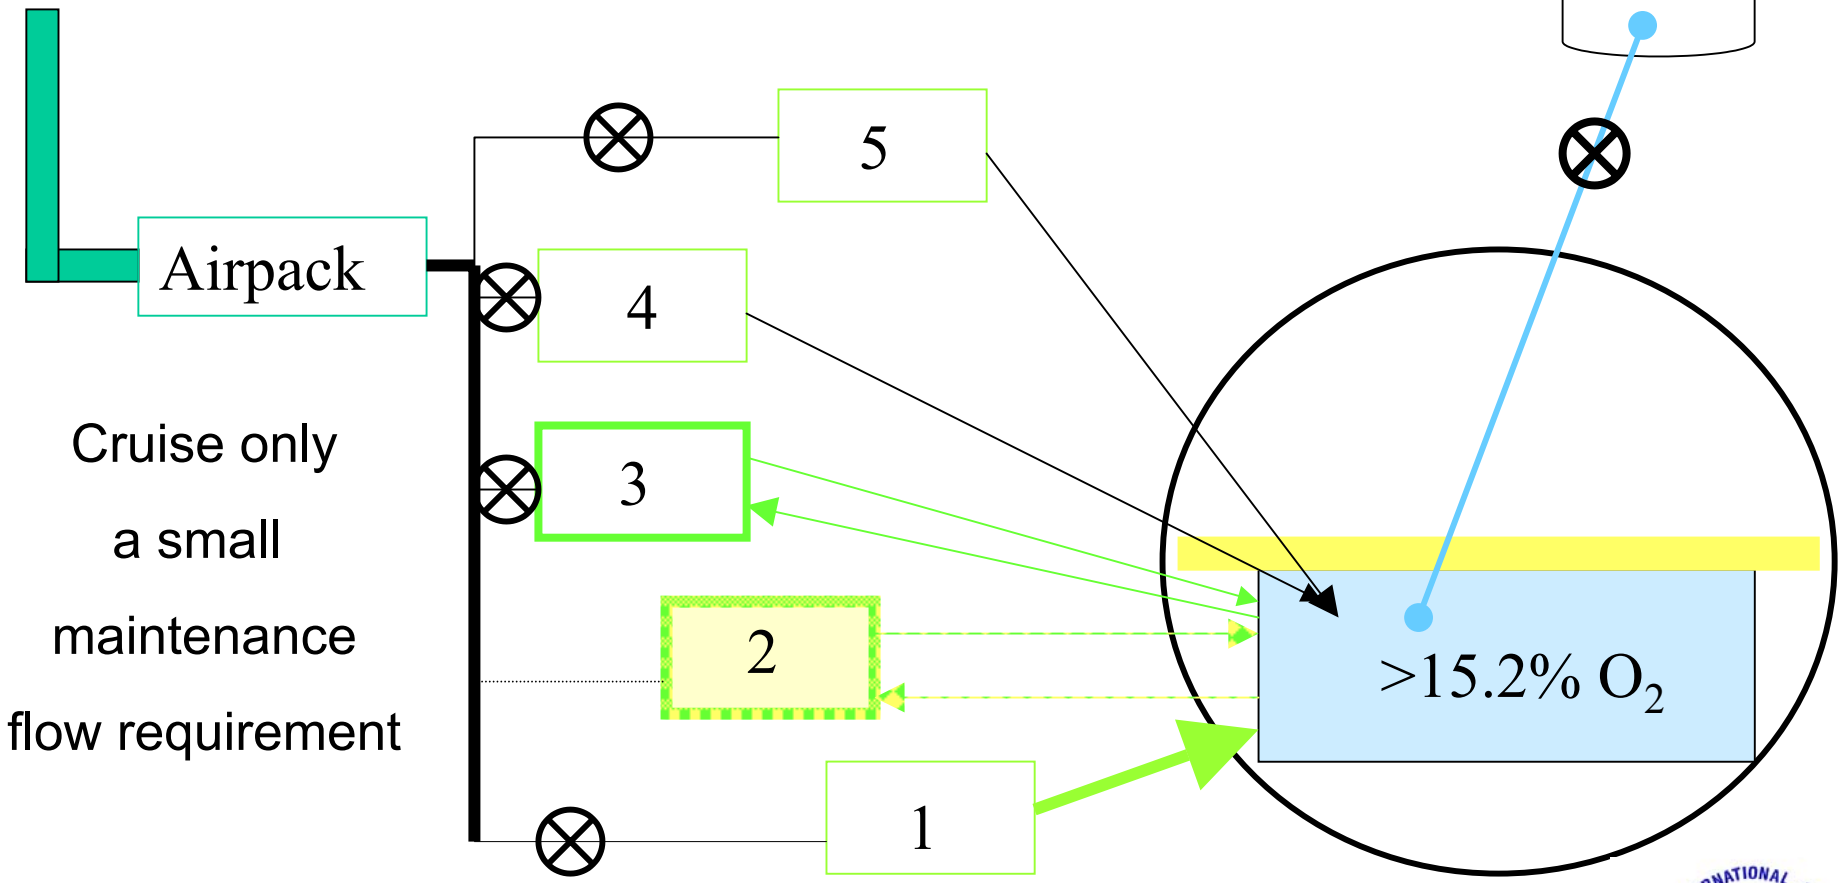 5
Airpack
4
Cruise only
3
a small
maintenance
2
>15.2% O₂
flow requirement
1